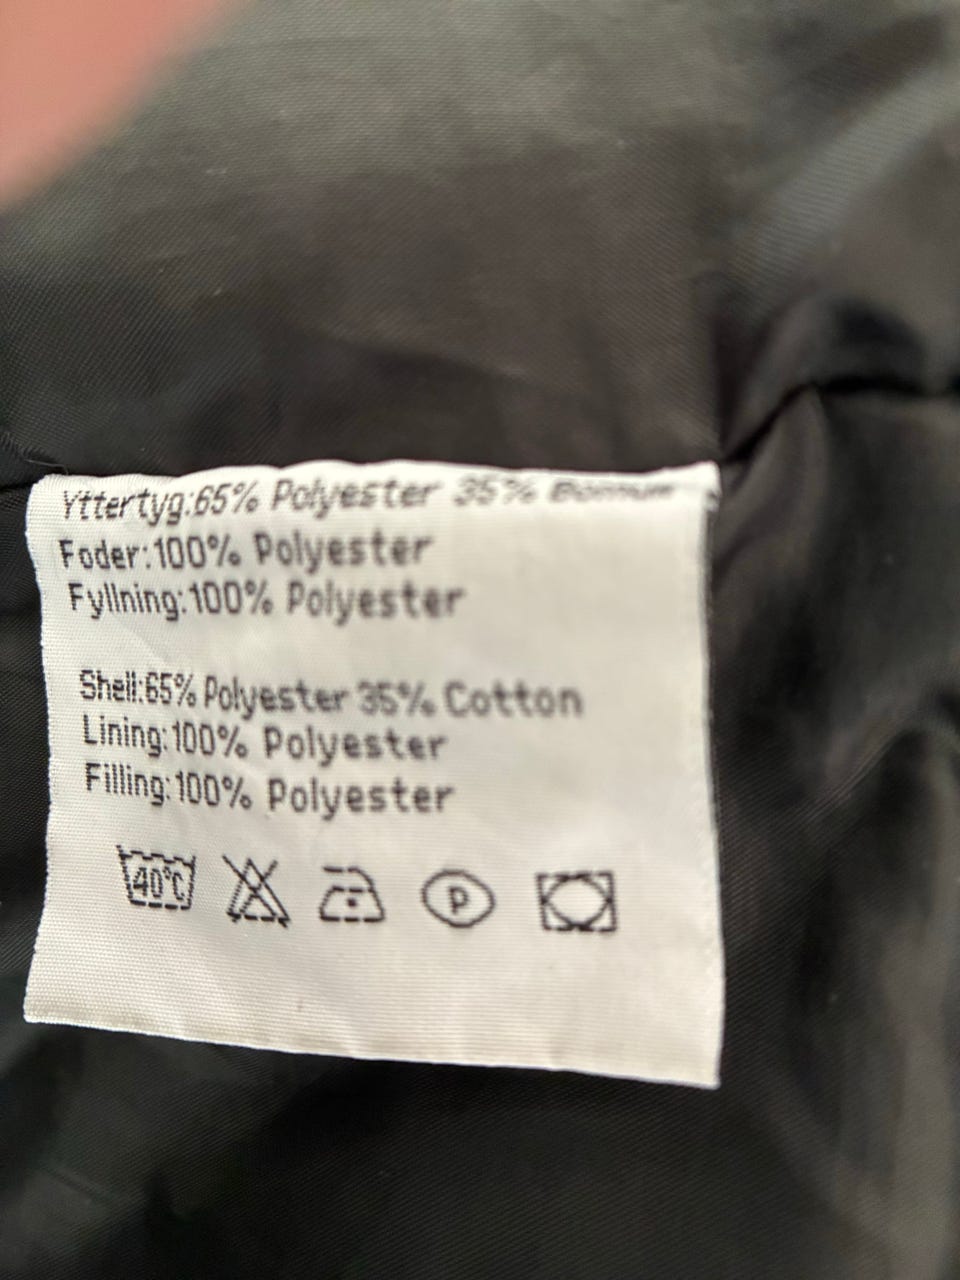 Yttertyg:65% Polyester 35% Bomull
Foder:100% Polyester
Fyllning:100% Polyester
Shell:65% Polyester 35% Cotton
Lining:100% Polyester
Filling:100% Polyester
40°C P